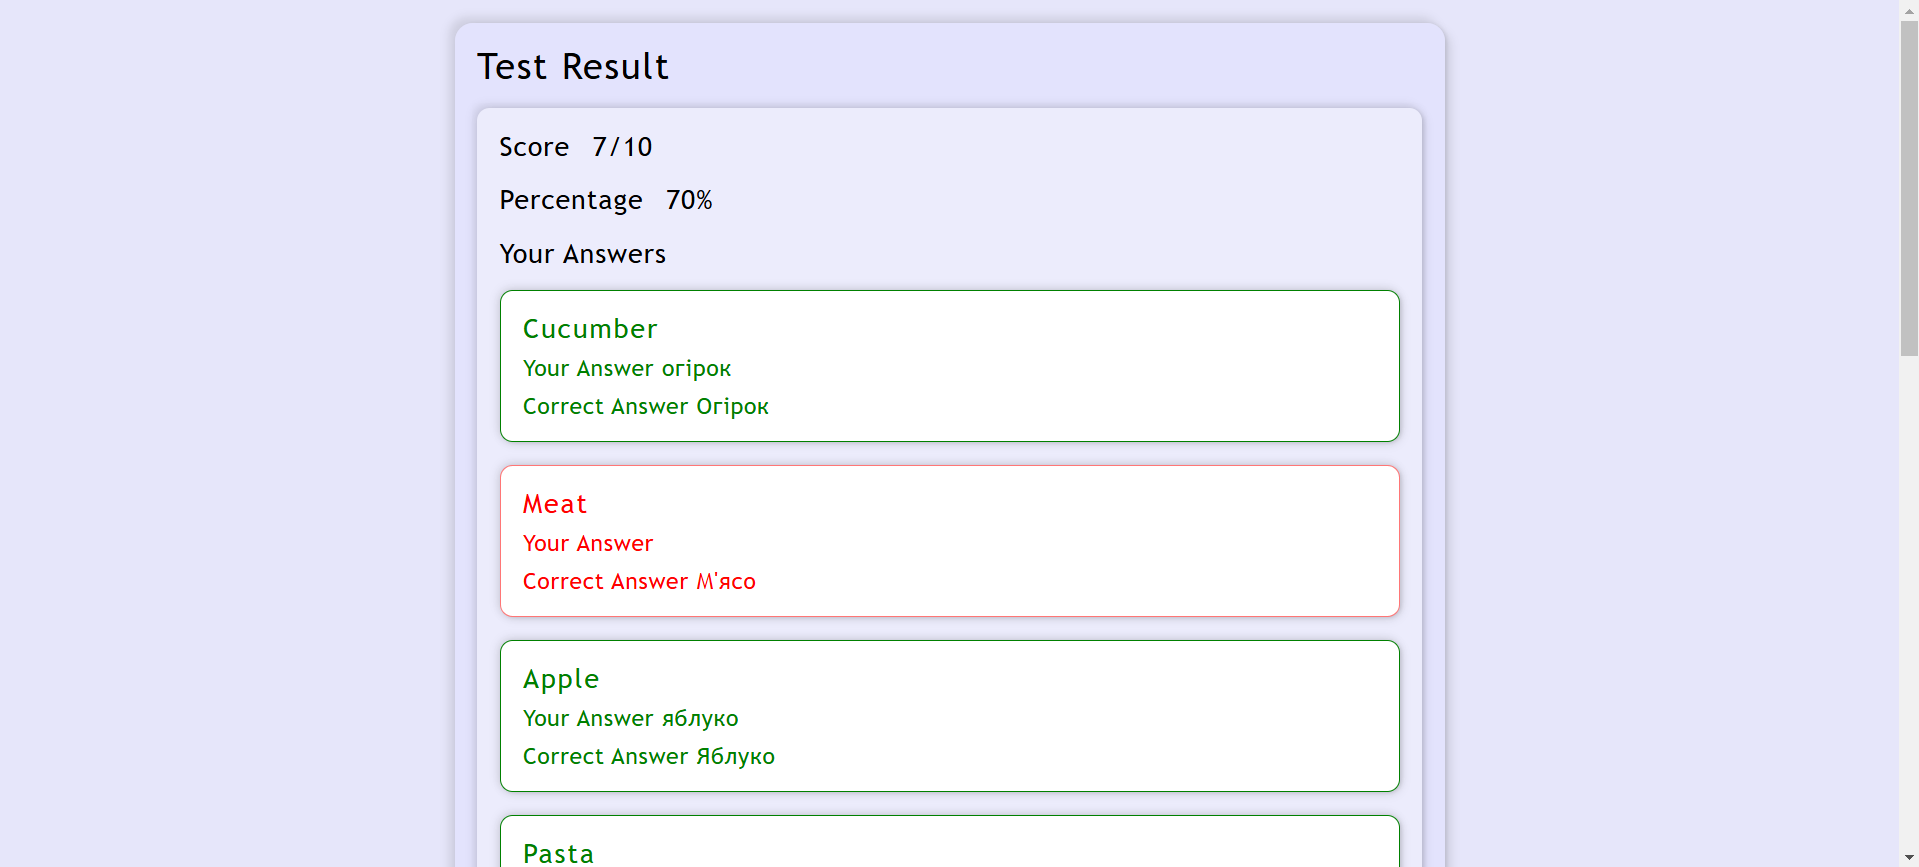 Test Result
Score 7/10
Percentage 70%
Your Answers
Cucumber
Your Answer огірок
Correct Answer Огірок
Meat
Your Answer
Correct Answer М'ясо
Apple
Your Answer яблуко
Correct Answer Яблуко
Pasta